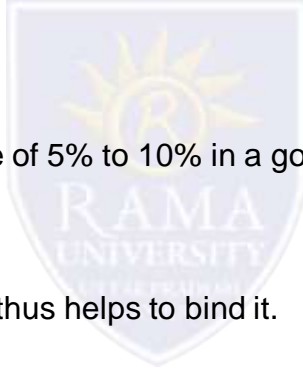 e of 5% to 10% in a go
R
RAMA
UNIVERSITY
thus helps to bind it.